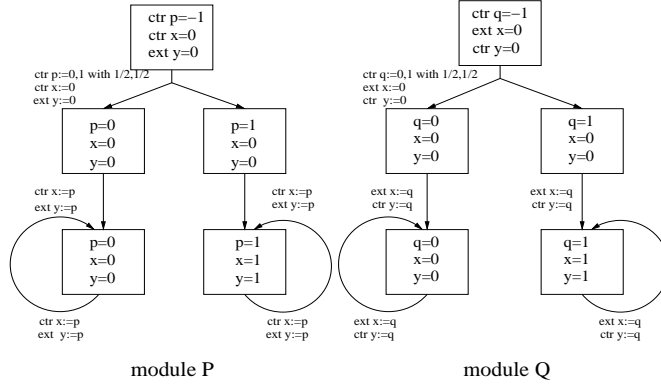 ctr p=−1
ctr x=0
ext y=0
ctr p:=0,1 with 1/2,1/2
ctr x:=0
ext y:=0
p=0
x=0
y=0
p=1
x=0
y=0
ctr x:=p
ext y:=p
ctr x:=p
ext y:=p
p=0
x=0
y=0
p=1
x=1
y=1
ctr x:=p
ext y:=p
ctr x:=p
ext y:=p
module P
ctr q=−1
ext x=0
ctr y=0
ctr q:=0,1 with 1/2,1/2
ext x:=0
ctr y:=0
q=0
x=0
y=0
q=1
x=0
y=0
ext x:=q
ctr y:=q
ext x:=q
ctr y:=q
q=0
x=0
y=0
q=1
x=1
y=1
ext x:=q
ctr y:=q
ext x:=q
ctr y:=q
module Q